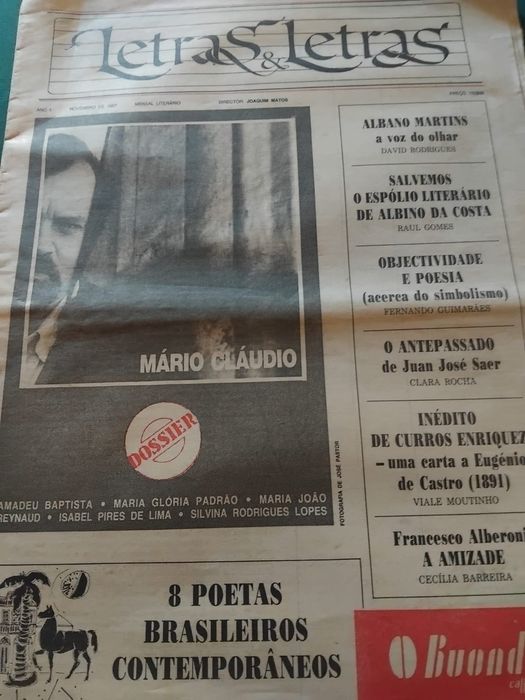 Letras & Letras
ANO
NOVEMBRO DE 1987
MENSAL LITERÁRIO
DIRECTOR: JOAQUIM MATOS
PREÇO
MÁRIO CLÁUDIO
DOSSIER
AMADEU BAPTISTA • MARIA GLÓRIA PADRÃO • MARIA JOÃO
REYNAUD • ISABEL PIRES DE LIMA • SILVINA RODRIGUES LOPES
FOTOGRAFIA DE JOSÉ PASTOR
ALBANO MARTINS
a voz do olhar
DAVID RODRIGUES
SALVEMOS
O ESPÓLIO LITERÁRIO
DE ALBINO DA COSTA
RAUL GOMES
OBJECTIVIDADE
E POESIA
(acerca do simbolismo)
FERNANDO GUIMARÃES
O ANTEPASSADO
de Juan José Saer
CLARA ROCHA
INÉDITO
DE CURROS ENRIQUEZ
– uma carta a Eugénio
de Castro (1891)
VIALE MOUTINHO
Francesco Alberoni
A AMIZADE
CECÍLIA BARREIRA
8 POETAS
BRASILEIROS
CONTEMPORÂNEOS
O Buond